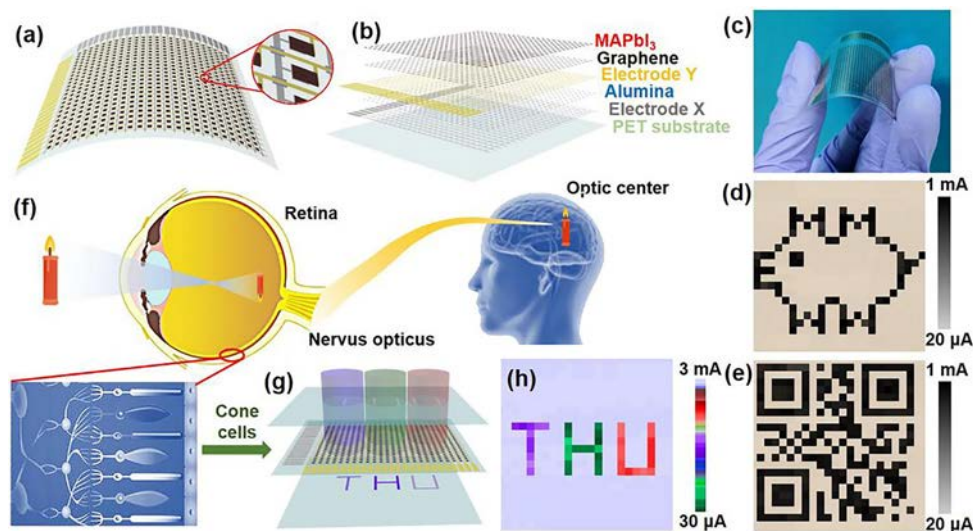 (a)
(b)
MAPbI₃
Graphene
Electrode Y
Alumina
Electrode X
PET substrate
(c)
(d)
1 mA
20 µA
(f)
Retina
Optic center
Nervus opticus
Cone
cells
(g)
THU
(h)
3 mA
THU
30 µA
(e)
1 mA
20 µA